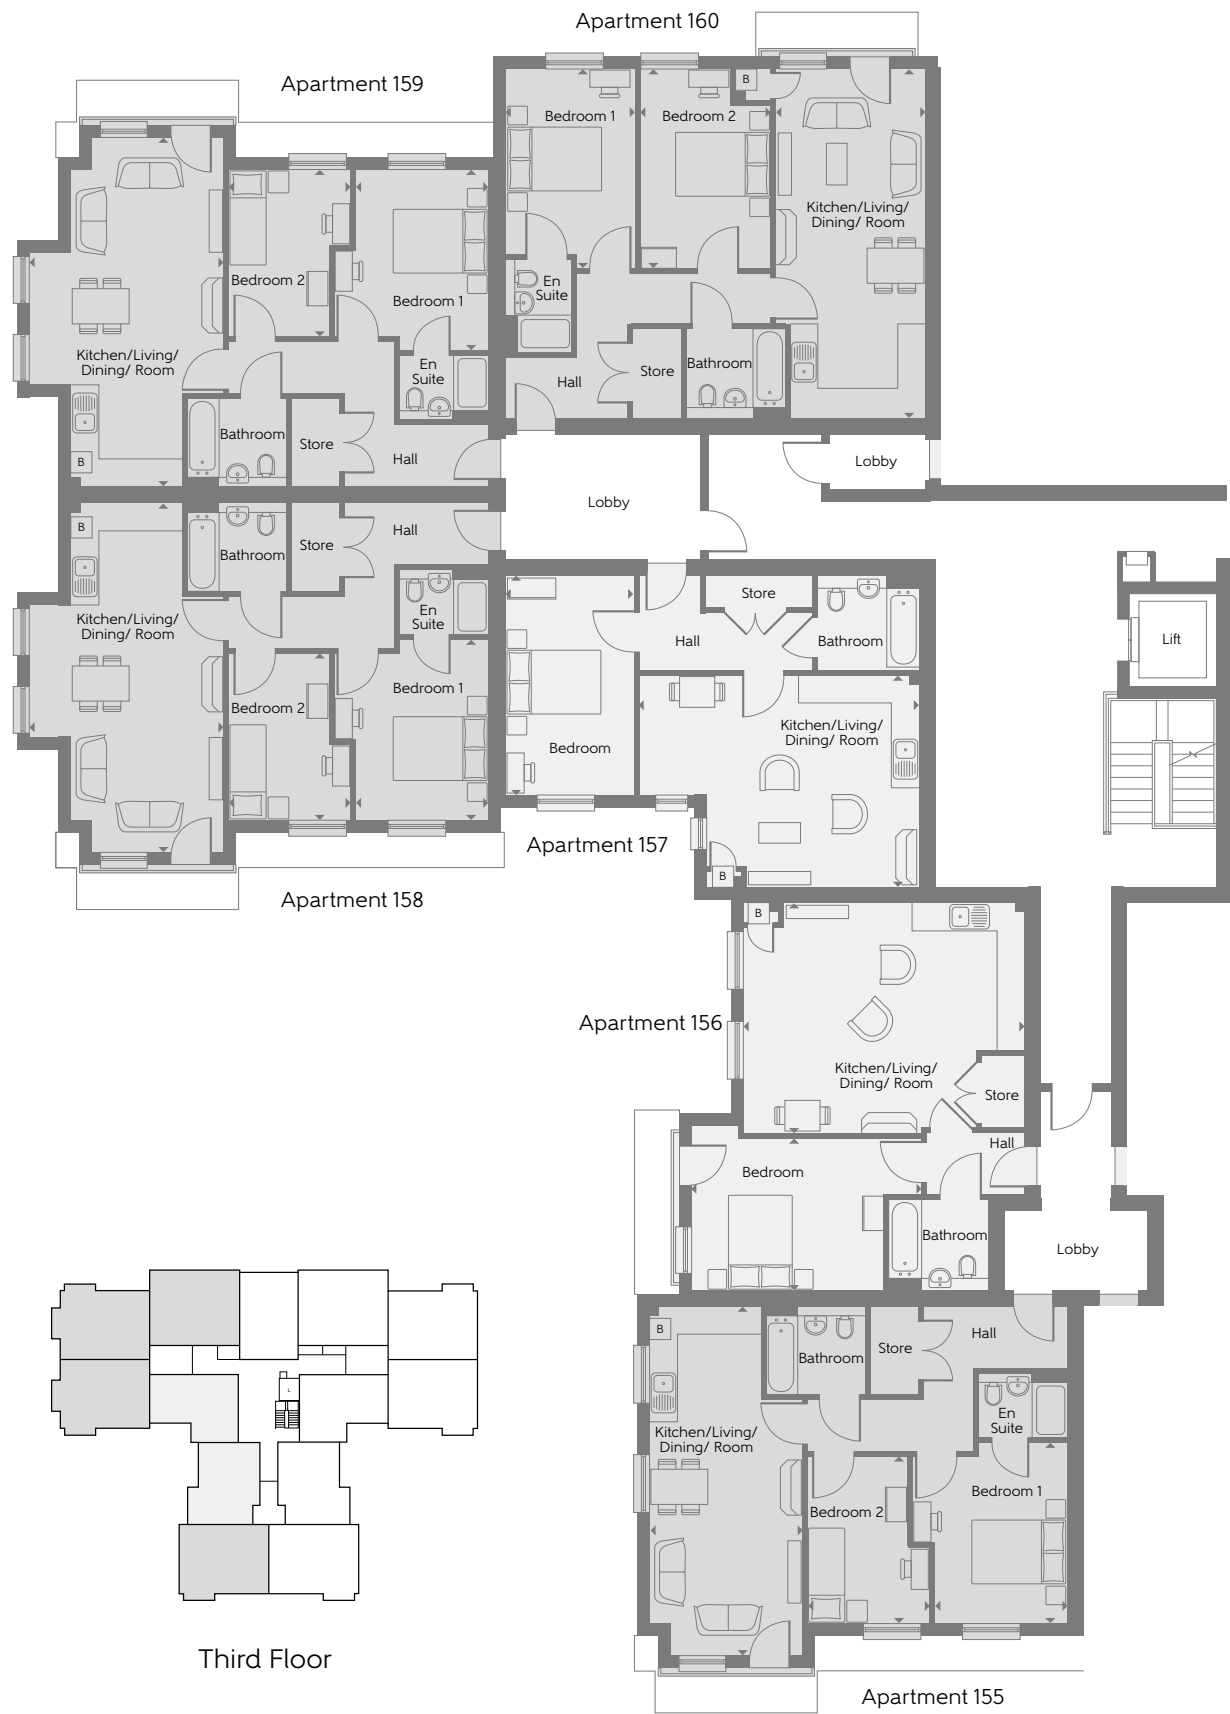 Apartment 160
Apartment 159
B
Bedroom 1
Bedroom 2
Kitchen/Living/
Dining/ Room
En
Suite
Bathroom
Store
Hall
Bedroom 2
Bedroom 1
Kitchen/Living/
Dining/ Room
En
Suite
Bathroom
Store
Hall
B
Lobby
Lobby
B
Hall
Store
Bathroom
En
Suite
Kitchen/Living/
Dining/ Room
Bedroom 1
Bedroom 2
Apartment 158
Store
Hall
Bathroom
Kitchen/Living/
Dining/ Room
Bedroom
B
Apartment 157
Lift
B
Apartment 156
Kitchen/Living/
Dining/ Room
Store
Hall
Bedroom
Bathroom
Lobby
B
Bathroom
Store
Hall
En
Suite
Kitchen/Living/
Dining/ Room
Bedroom 1
Bedroom 2
Apartment 155
L
Third Floor